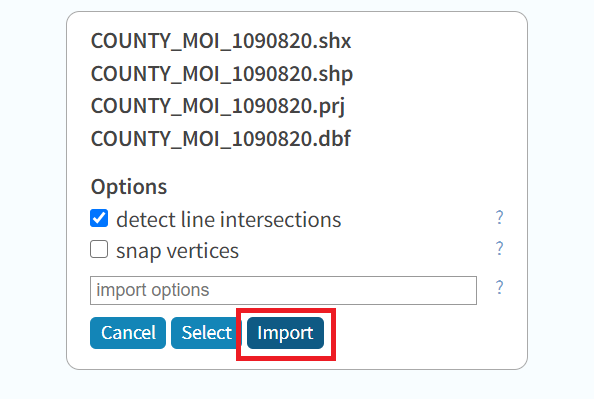 COUNTY_MOI_1090820.shx
COUNTY_MOI_1090820.shp
COUNTY_MOI_1090820.prj
COUNTY_MOI_1090820.dbf
Options
detect line intersections ?
snap vertices ?
import options ?
Cancel Select Import